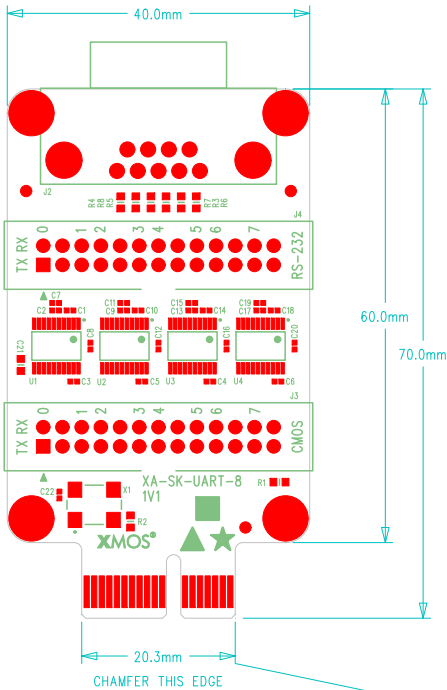 40.0mm
J2
R4
R8
R5
R7
R3
R6
J4
TX RX
0 1 2 3 4 5 6 7
RS-232
C7
C2 C1
C11
C9 C10
C15
C13 C14
C19
C17 C18
60.0mm
70.0mm
C21
C8
C12
C16
C20
U1 C3
U2 C5
U3 C4
U4 C6
J3
TX RX
0 1 2 3 4 5 6 7
CMOS
XA-SK-UART-8
1V1
R1
C22
X1
R2
XMOS®
20.3mm
CHAMFER THIS EDGE